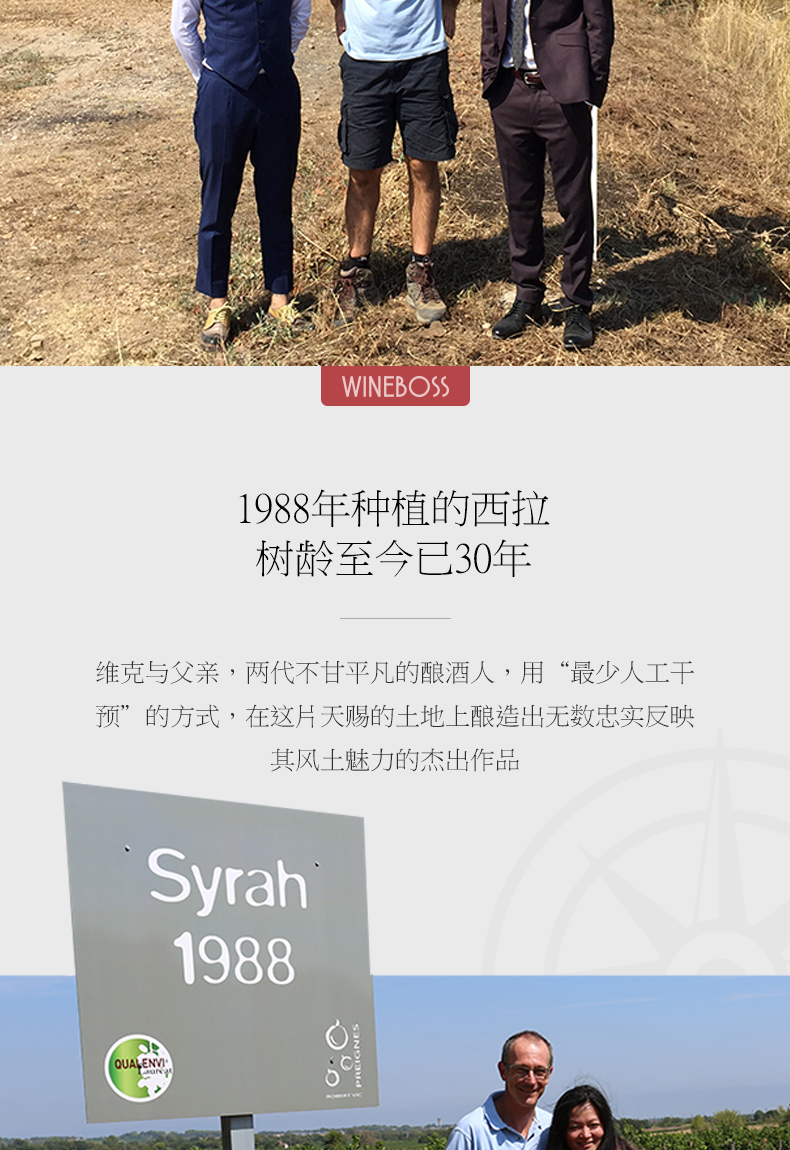 WINEBOSS
1988年种植的西拉
树龄至今已30年
维克与父亲，两代不甘平凡的酿酒人，用“最少人工干
预”的方式，在这片天赐的土地上酿造出无数忠实反映
其风土魅力的杰出作品
Syrah
1988
QUALENVI
PREIGNES
ROBERT VIC